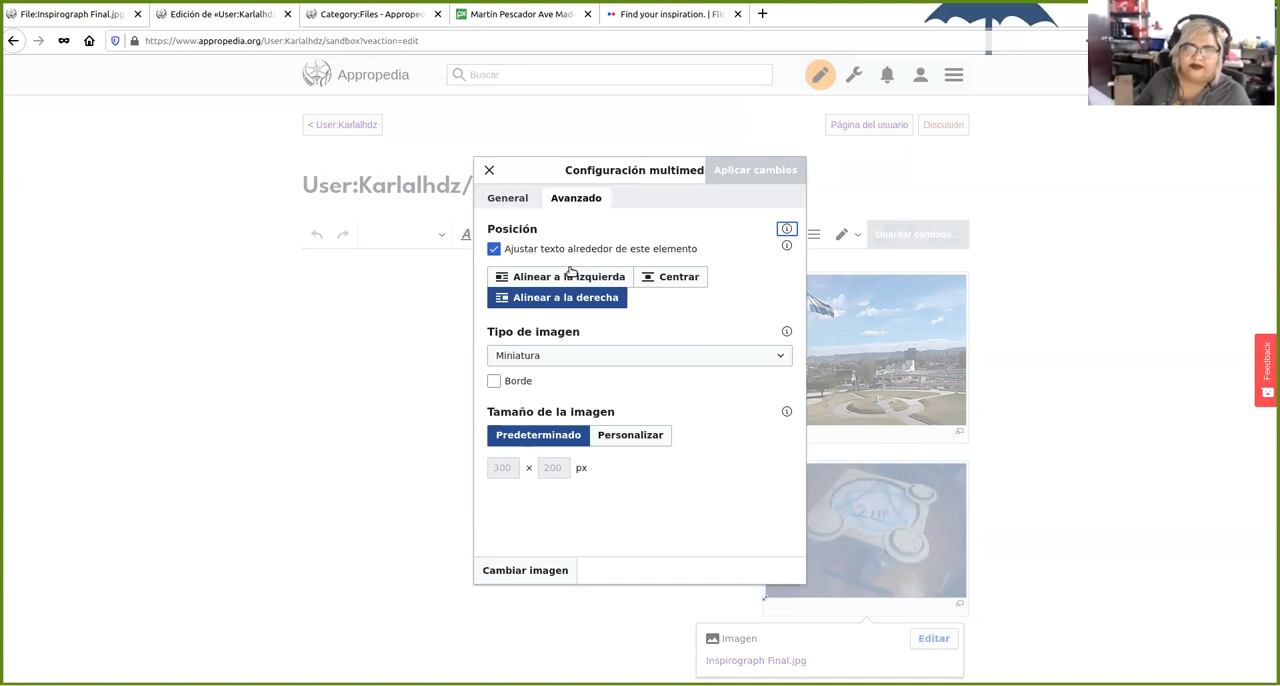 File:Inspirograph Final.jpg
Edición de «User:Karlalhd
Category:Files - Appropec
Martín Pescador Ave Mad
Find your inspiration. | Flic
https://www.appropedia.org/User:Karlalhdz/sandbox?veaction=edit
Appropedia
Buscar
< User:Karlalhdz
Página del usuario
Discusión
User:Karlalhdz/
Configuración multimed
Aplicar cambios
General
Avanzado
Guardar cambios...
Posición
Ajustar texto alrededor de este elemento
Alinear a la izquierda
Centrar
Alinear a la derecha
Tipo de imagen
Miniatura
Borde
Tamaño de la imagen
Predeterminado
Personalizar
300 × 200 px
Cambiar imagen
Imagen
Editar
Inspirograph Final.jpg
Feedback